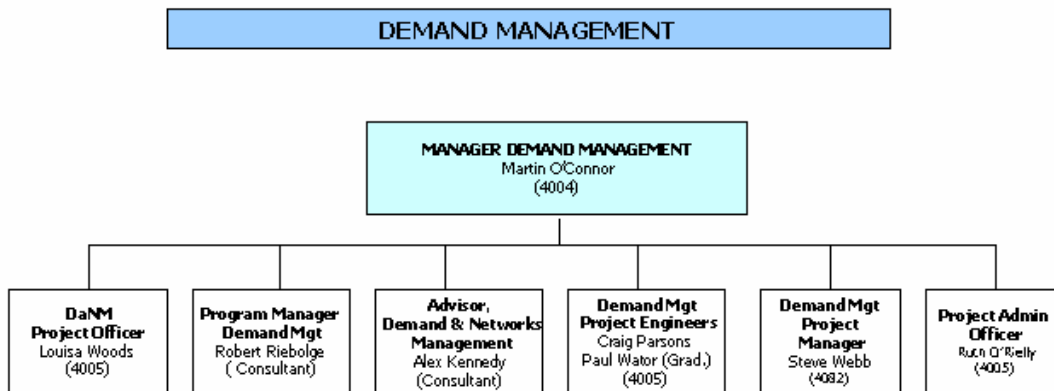 DEMAND MANAGEMENT
MANAGER DEMAND MANAGEMENT
Martin O'Connor
(4004)
DaNM
Project Officer
Louisa Woods
(4005)
Program Manager
Demand Mgt
Robert Riebolge
( Consultant)
Advisor,
Demand & Networks
Management
Alex Kennedy
(Consultant)
Demand Mgt
Project Engineers
Craig Parsons
Paul Wator (Grad.)
(4005)
Demand Mgt
Project
Manager
Steve Webb
(4082)
Project Admin
Officer
Ruth O'Rielly
(4005)